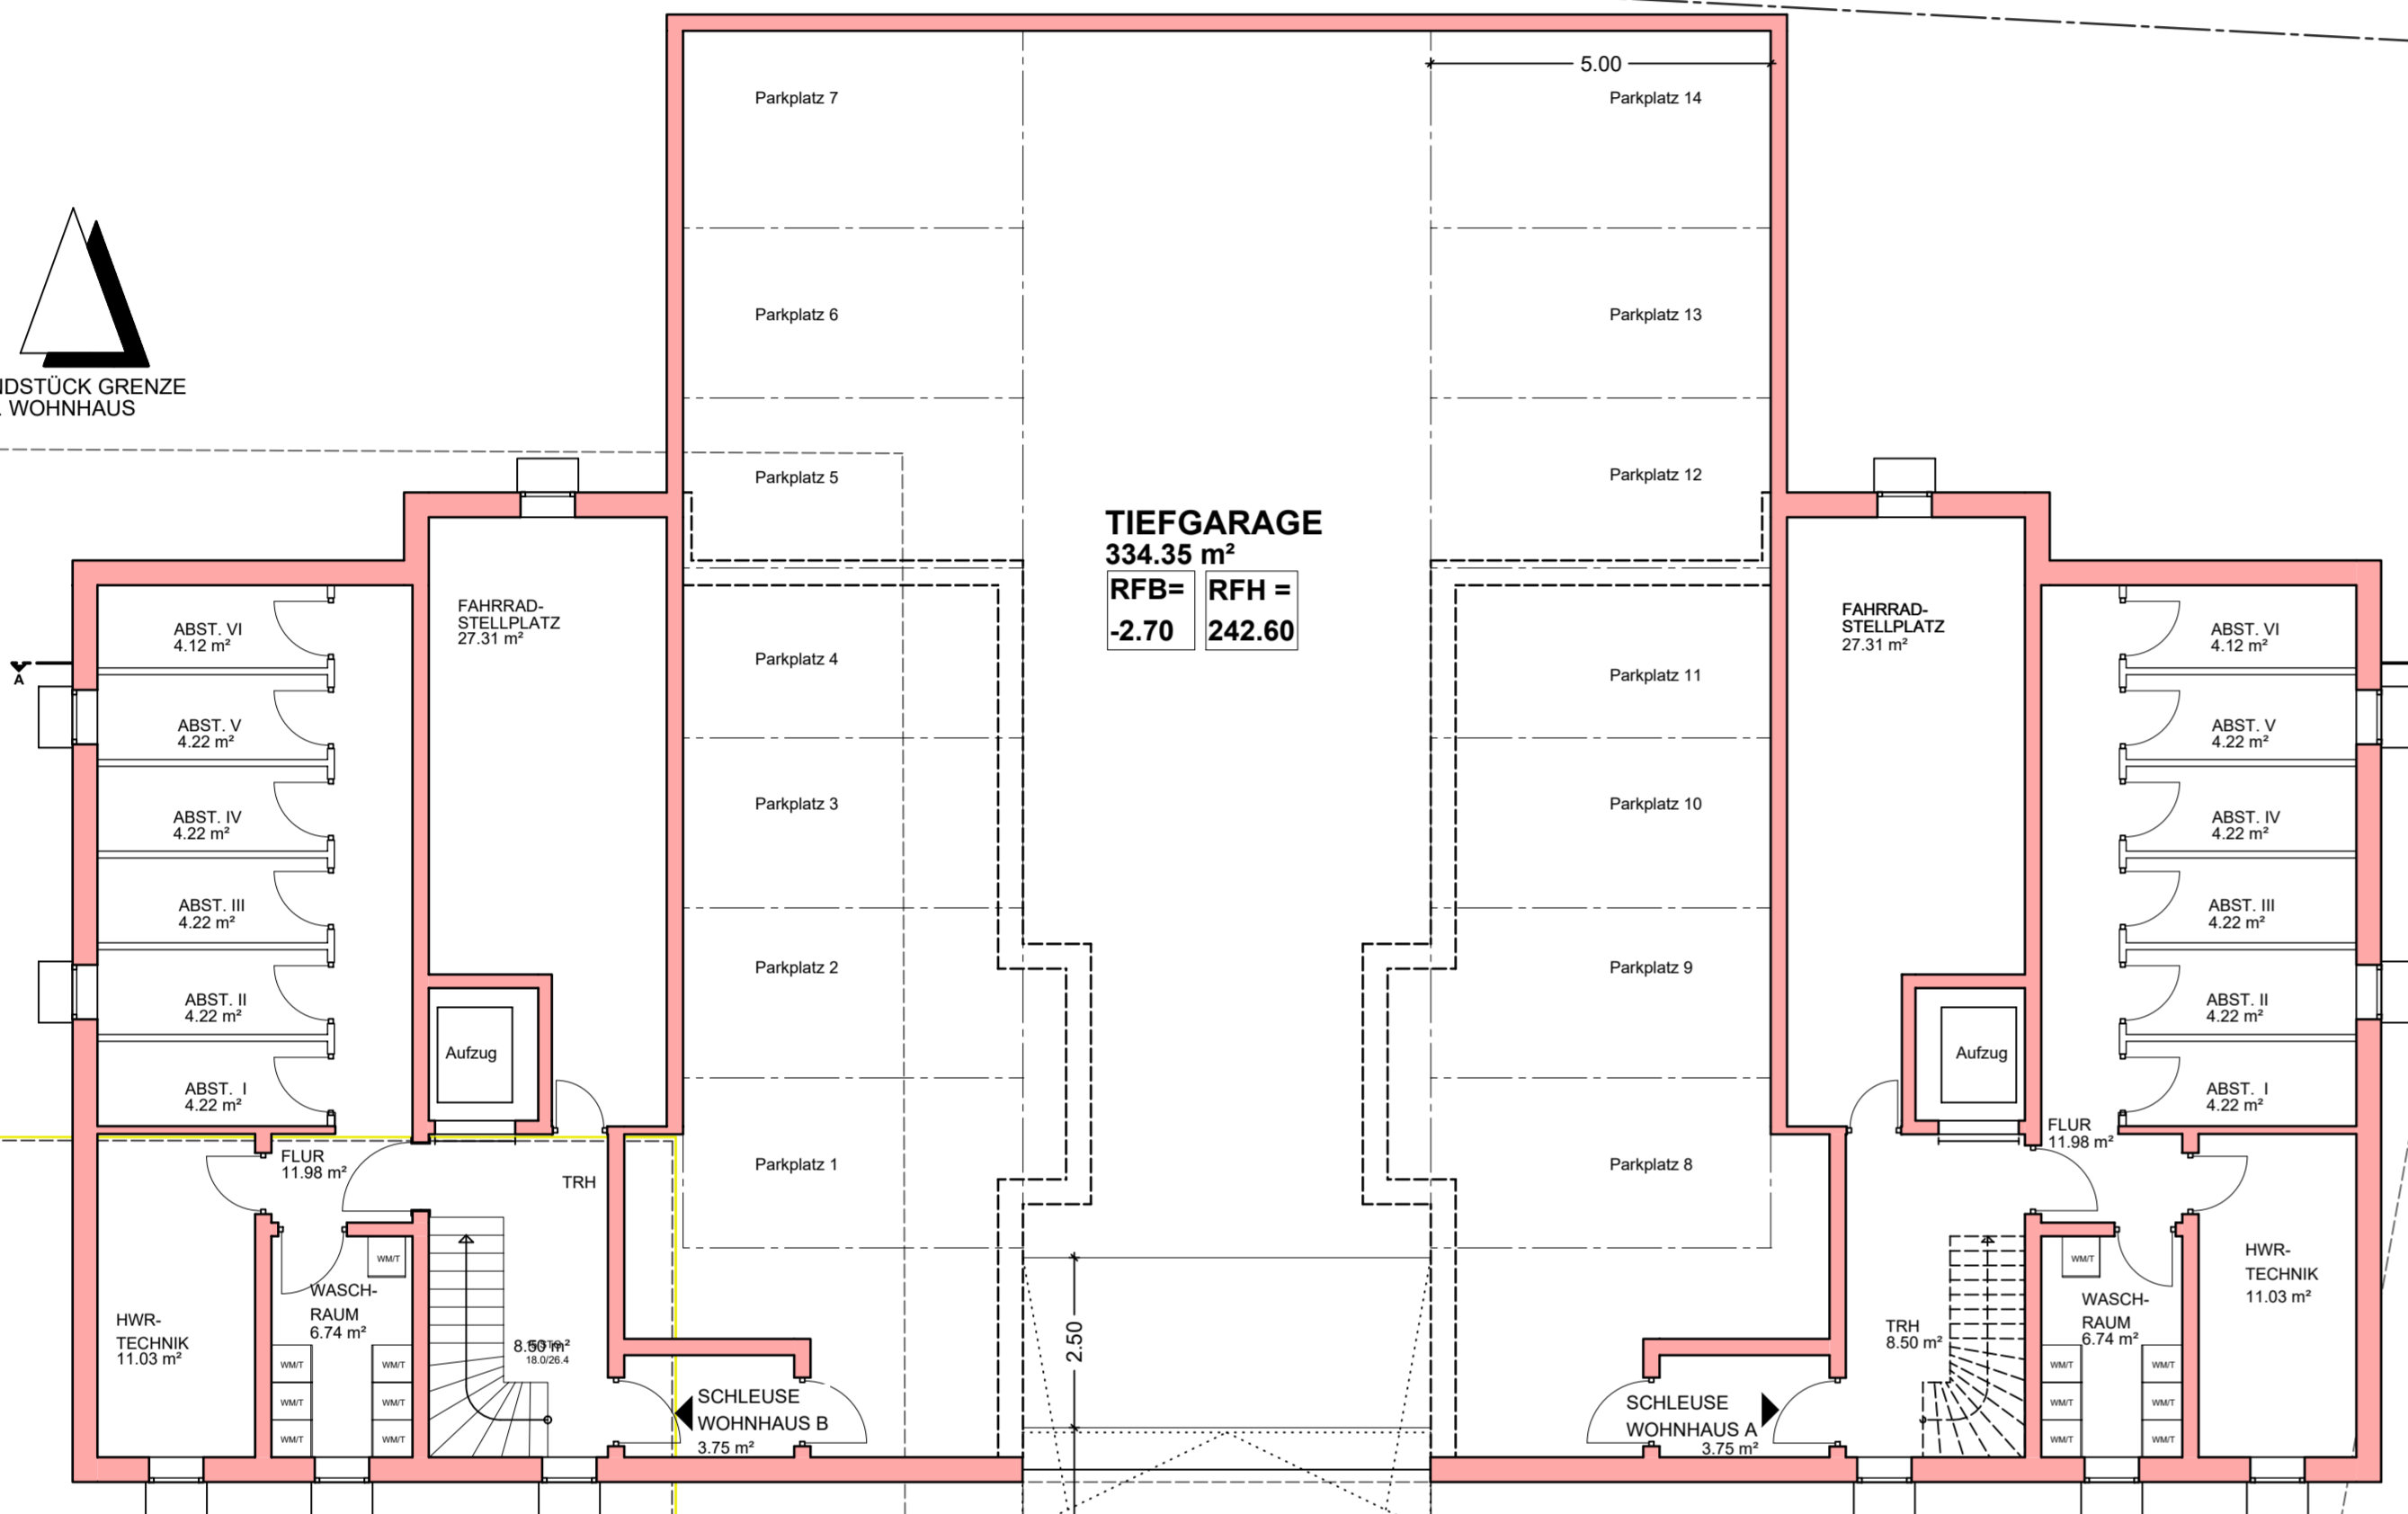 5.00
Parkplatz 7
Parkplatz 14
Parkplatz 6
Parkplatz 13
NDSTÜCK GRENZE
WOHNHAUS
Parkplatz 5
Parkplatz 12
TIEFGARAGE
334.35 m²
RFB=
-2.70
RFH =
242.60
ABST. VI
4.12 m²
FAHRRAD-
STELLPLATZ
27.31 m²
Parkplatz 4
Parkplatz 11
FAHRRAD-
STELLPLATZ
27.31 m²
ABST. VI
4.12 m²
A
ABST. V
4.22 m²
ABST. V
4.22 m²
ABST. IV
4.22 m²
Parkplatz 3
Parkplatz 10
ABST. IV
4.22 m²
ABST. III
4.22 m²
ABST. III
4.22 m²
Parkplatz 2
Parkplatz 9
ABST. II
4.22 m²
ABST. II
4.22 m²
Aufzug
Aufzug
ABST. I
4.22 m²
ABST. I
4.22 m²
FLUR
11.98 m²
TRH
Parkplatz 1
Parkplatz 8
FLUR
11.98 m²
WM/T
WASCH-
RAUM
6.74 m²
HWR-
TECHNIK
11.03 m²
8.50 m²
18.0/26.4
2.50
WM/T
WM/T
WM/T
WM/T
WM/T
WM/T
SCHLEUSE
WOHNHAUS B
3.75 m²
SCHLEUSE
WOHNHAUS A
3.75 m²
TRH
8.50 m²
WM/T
WASCH-
RAUM
6.74 m²
HWR-
TECHNIK
11.03 m²
WM/T
WM/T
WM/T
WM/T
WM/T
WM/T